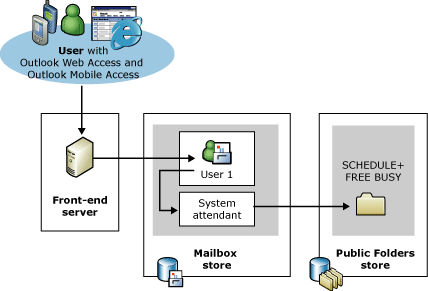 User with
Outlook Web Access and
Outlook Mobile Access
Front-end
server
User 1
System
attendant
Mailbox
store
SCHEDULE+
FREE BUSY
Public Folders
store